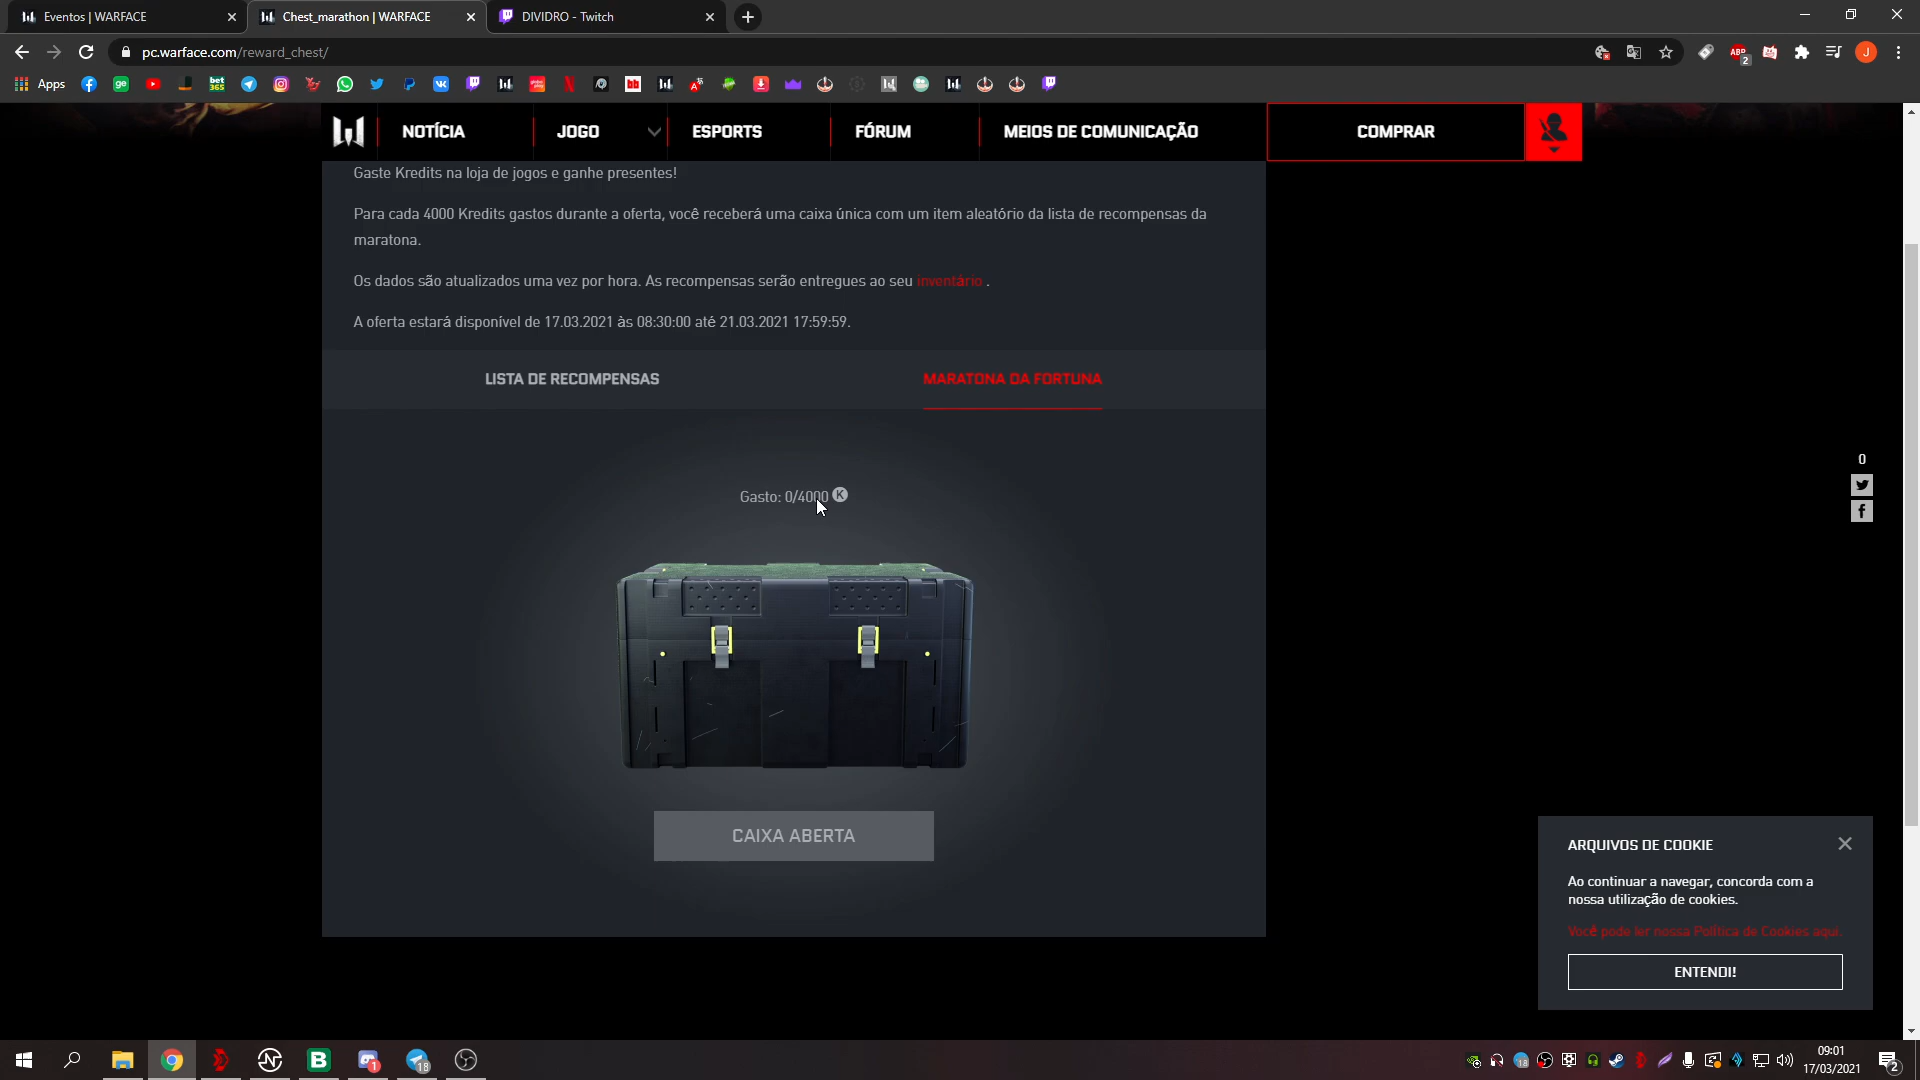 Eventos | WARFACE
Chest_marathon | WARFACE
DIVIDRO - Twitch
pc.warface.com/reward_chest/
Apps
NOTÍCIA
JOGO
ESPORTS
FÓRUM
MEIOS DE COMUNICAÇÃO
COMPRAR
Gaste Kredits na loja de jogos e ganhe presentes!
Para cada 4000 Kredits gastos durante a oferta, você receberá uma caixa única com um item aleatório da lista de recompensas da
maratona.
Os dados são atualizados uma vez por hora. As recompensas serão entregues ao seu inventário .
A oferta estará disponível de 17.03.2021 às 08:30:00 até 21.03.2021 17:59:59.
LISTA DE RECOMPENSAS
MARATONA DA FORTUNA
Gasto: 0/4000 K
CAIXA ABERTA
0
ARQUIVOS DE COOKIE
Ao continuar a navegar, concorda com a
nossa utilização de cookies.
Você pode ler nossa Política de Cookies aqui.
ENTENDI!
09:01
17/03/2021